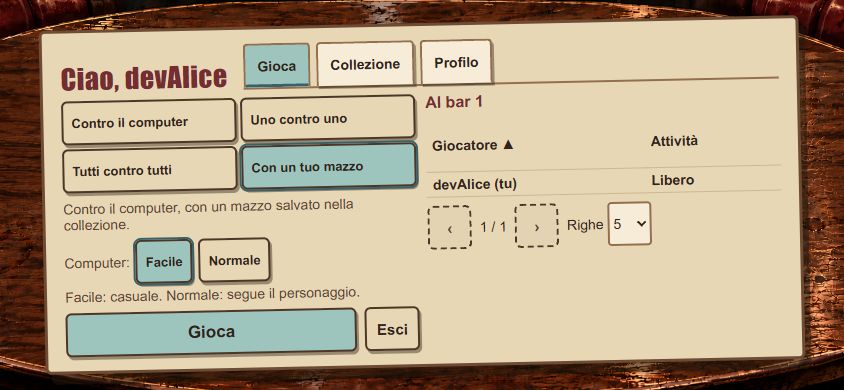 Ciao, devAlice
Gioca
Collezione
Profilo
Contro il computer
Uno contro uno
Tutti contro tutti
Con un tuo mazzo
Contro il computer, con un mazzo salvato nella
collezione.
Computer: Facile Normale
Facile: casuale. Normale: segue il personaggio.
Gioca
Esci
Al bar 1
Giocatore ▲ Attività
devAlice (tu) Libero
‹ 1 / 1 › Righe 5